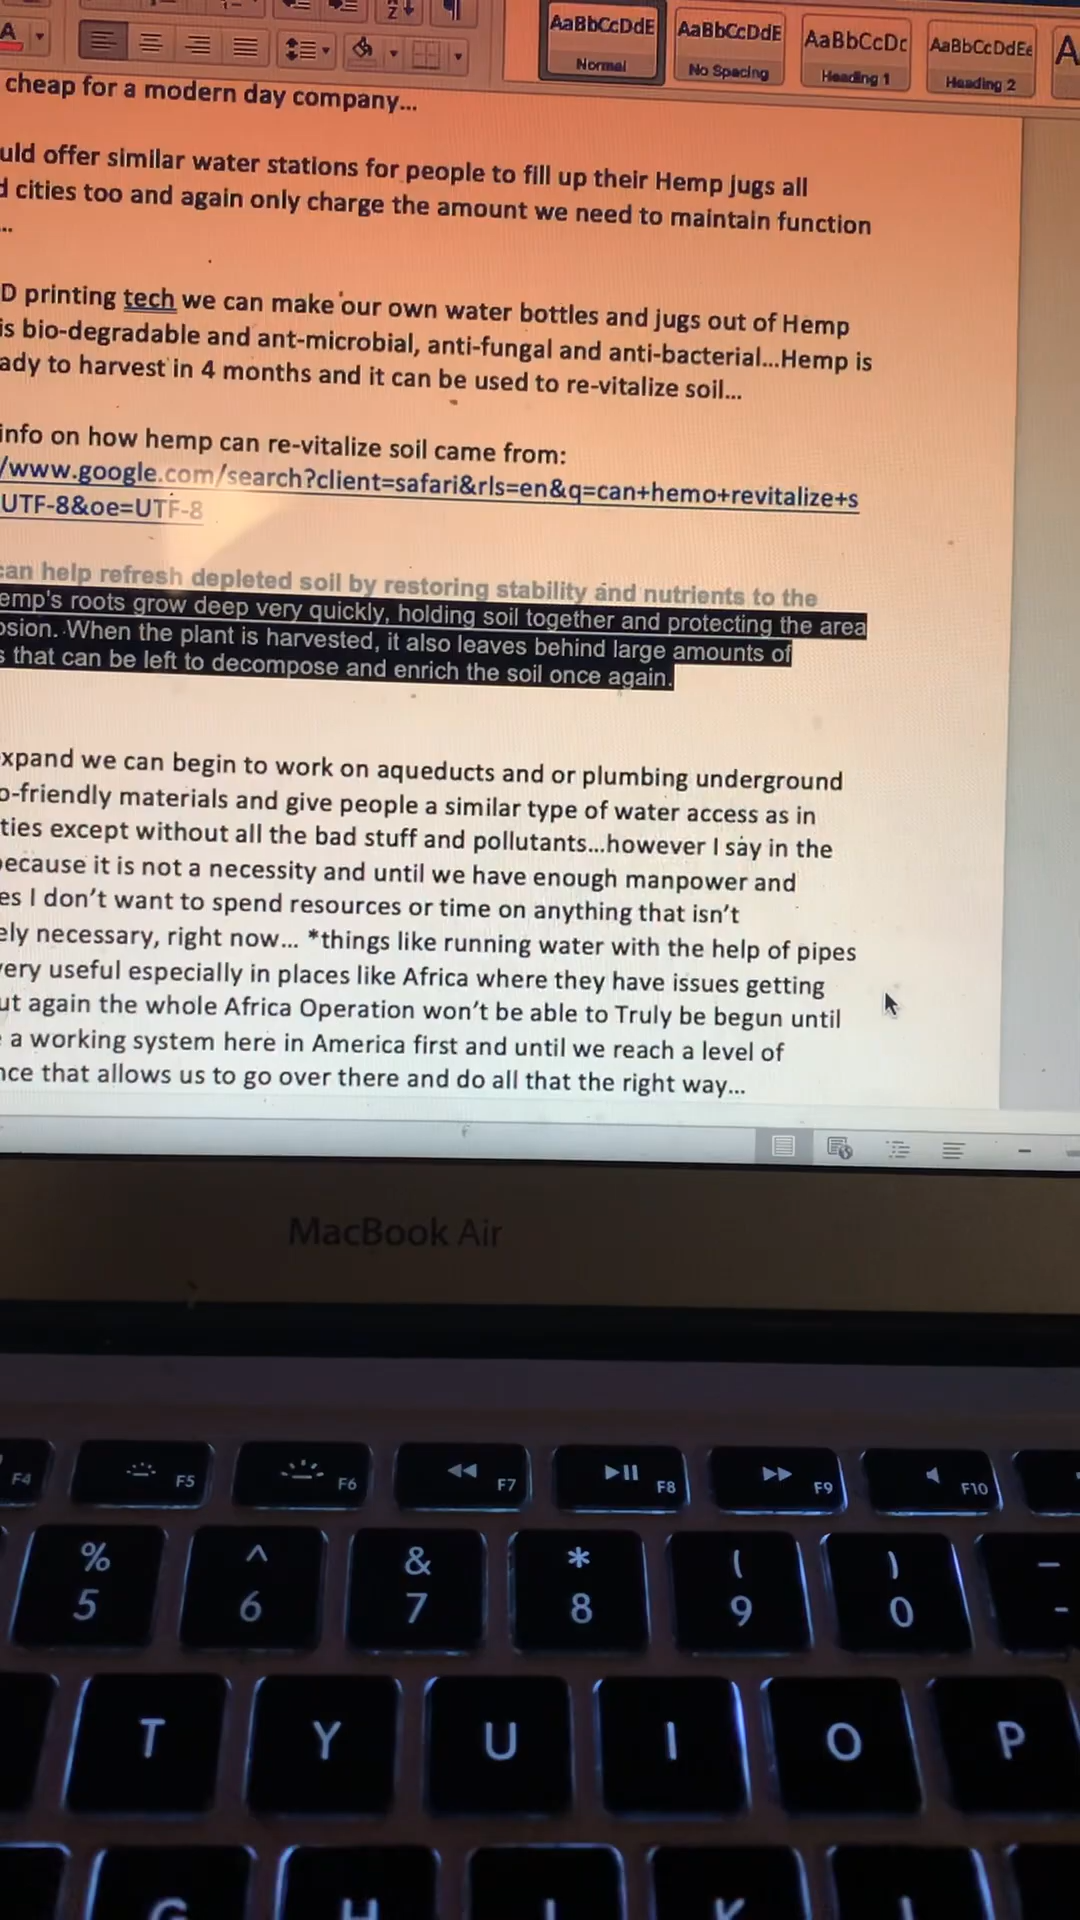 AaBbCcDdE AaBbCcDdE AaBbCcDc AaBbCcDdEe
Normal No Spacing Heading 1 Heading 2
cheap for a modern day company...
uld offer similar water stations for people to fill up their Hemp jugs all
d cities too and again only charge the amount we need to maintain function
..
D printing tech we can make our own water bottles and jugs out of Hemp
is bio-degradable and ant-microbial, anti-fungal and anti-bacterial...Hemp is
ady to harvest in 4 months and it can be used to re-vitalize soil...
info on how hemp can re-vitalize soil came from:
/www.google.com/search?client=safari&rls=en&q=can+hemo+revitalize+s
UTF-8&oe=UTF-8
can help refresh depleted soil by restoring stability and nutrients to the
emp's roots grow deep very quickly, holding soil together and protecting the area
osion. When the plant is harvested, it also leaves behind large amounts of
s that can be left to decompose and enrich the soil once again.
xpand we can begin to work on aqueducts and or plumbing underground
o-friendly materials and give people a similar type of water access as in
ties except without all the bad stuff and pollutants...however I say in the
ecause it is not a necessity and until we have enough manpower and
es I don't want to spend resources or time on anything that isn't
ely necessary, right now... *things like running water with the help of pipes
very useful especially in places like Africa where they have issues getting
ut again the whole Africa Operation won't be able to Truly be begun until
e a working system here in America first and until we reach a level of
nce that allows us to go over there and do all that the right way...
MacBook Air
F4 F5 F6 F7 F8 F9 F10
% ^ & * ( )
5 6 7 8 9 0
T Y U I O P
G H J K L